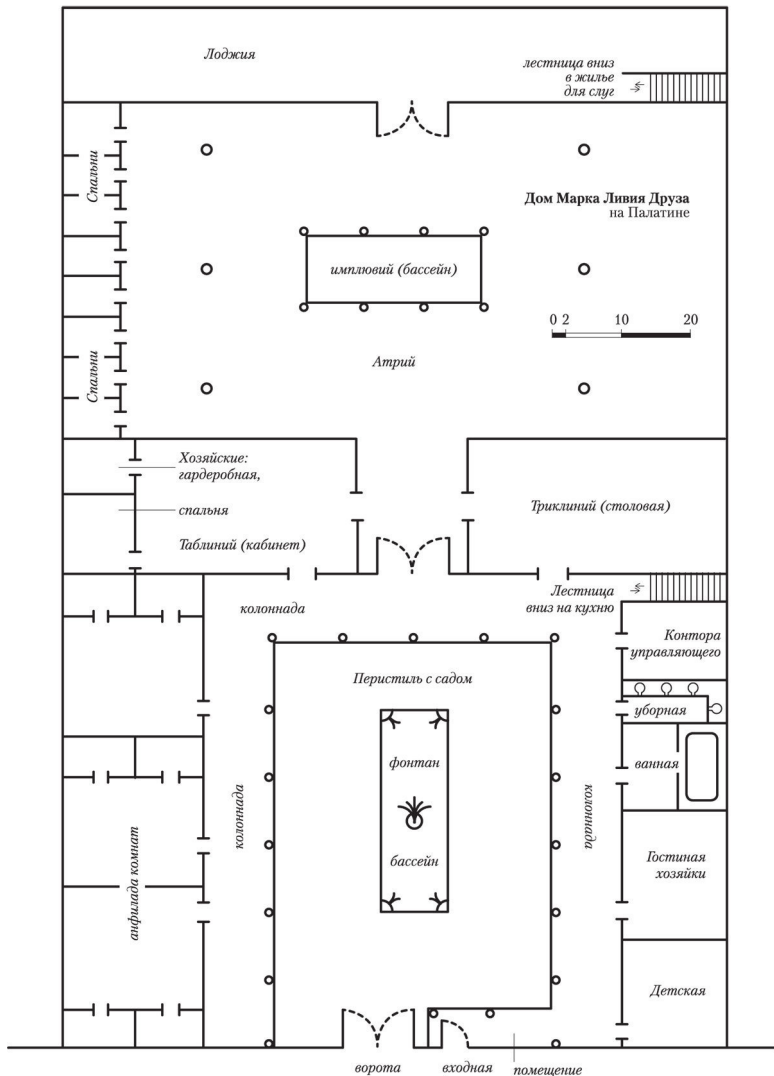 Лоджия
лестница вниз
в жилье
для слуг
Спальни
Дом Марка Ливия Друза
на Палатине
имплювий (бассейн)
0 2 10 20
Атрий
Спальни
Хозяйские:
гардеробная,
спальня
Триклиний (столовая)
Таблиний (кабинет)
колоннада
Лестница
вниз на кухню
Контора
управляющего
Перистиль с садом
уборная
фонтан
ванная
колоннада
колоннада
бассейн
Гостиная
хозяйки
анфилада комнат
Детская
ворота
входная
помещение